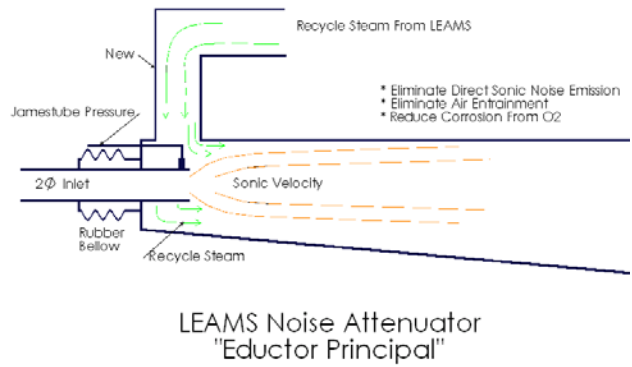 Recycle Steam From LEAMS
New
* Eliminate Direct Sonic Noise Emission
* Eliminate Air Entrainment
* Reduce Corrosion From O2
Jamestube Pressure
2Φ Inlet
Sonic Velocity
Rubber
Bellow
Recycle Steam
LEAMS Noise Attenuator
"Eductor Principal"